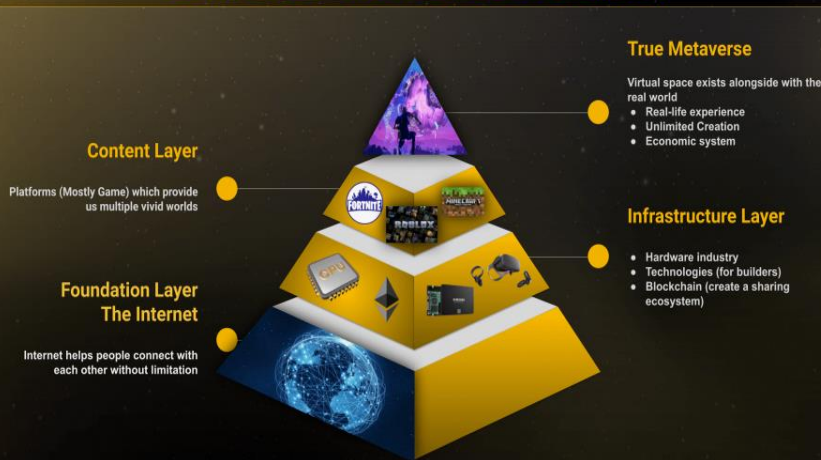 True Metaverse
Virtual space exists alongside with the
real world
● Real-life experience
● Unlimited Creation
● Economic system
Content Layer
Platforms (Mostly Game) which provide
us multiple vivid worlds
FORTNITE
ROBLOX
MINECRAFT
Infrastructure Layer
● Hardware industry
● Technologies (for builders)
● Blockchain (create a sharing
ecosystem)
CPU
SAMSUNG
Foundation Layer
The Internet
Internet helps people connect with
each other without limitation